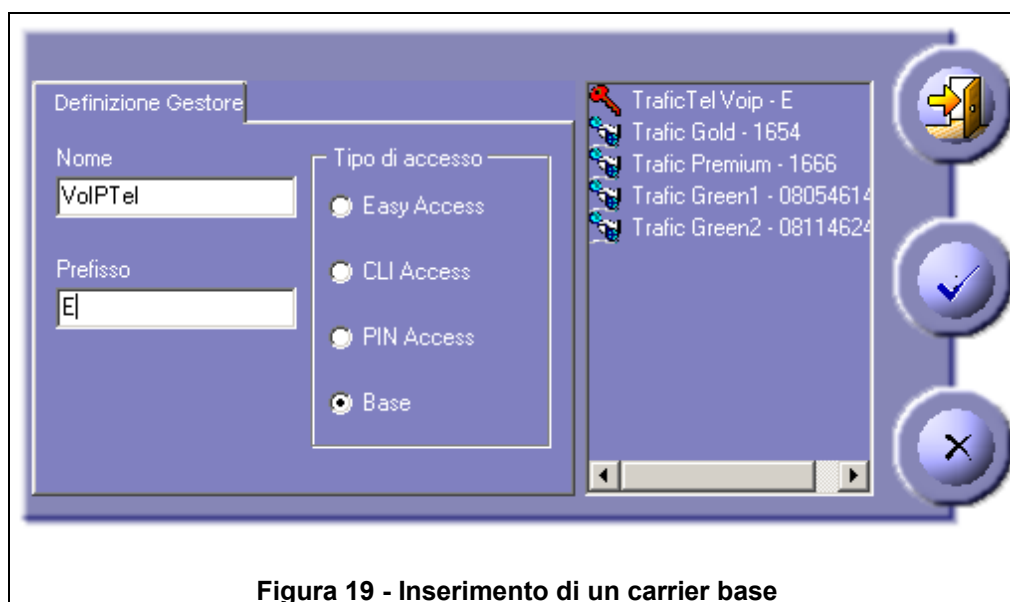 Definizione Gestore
Nome
VoIPTel
Prefisso
E
Tipo di accesso
Easy Access
CLI Access
PIN Access
Base
TraficTel Voip - E
Trafic Gold - 1654
Trafic Premium - 1666
Trafic Green1 - 08054614
Trafic Green2 - 08114624
Figura 19 - Inserimento di un carrier base